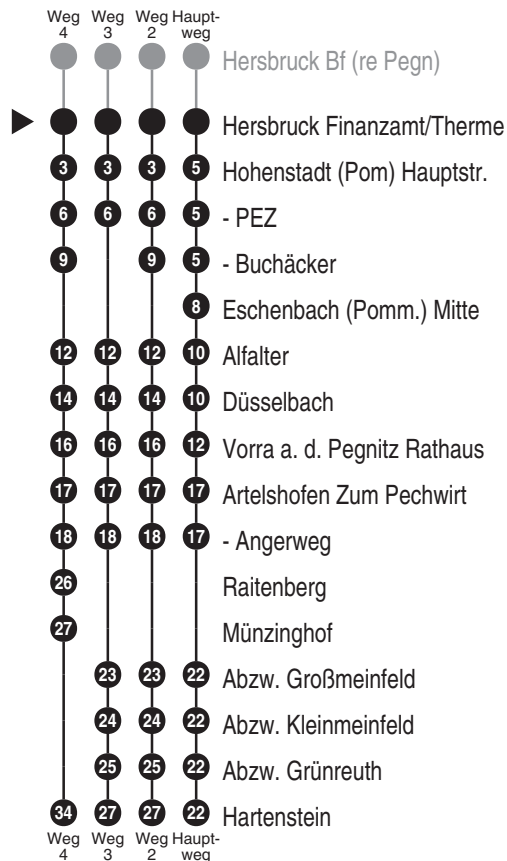 Weg Weg Weg Haupt-
4 3 2 weg
Hersbruck Bf (re Pegn)
Hersbruck Finanzamt/Therme
3 3 3 5 Hohenstadt (Pom) Hauptstr.
6 6 6 5 - PEZ
9 9 5 - Buchäcker
8 Eschenbach (Pomm.) Mitte
12 12 12 10 Alfalter
14 14 14 10 Düsselbach
16 16 16 12 Vorra a. d. Pegnitz Rathaus
17 17 17 17 Artelshofen Zum Pechwirt
18 18 18 17 - Angerweg
26 Raitenberg
27 Münzinghof
23 23 22 Abzw. Großmeinfeld
24 24 22 Abzw. Kleinmeinfeld
25 25 22 Abzw. Grünreuth
34 27 27 22 Hartenstein
Weg Weg Weg Haupt-
4 3 2 weg